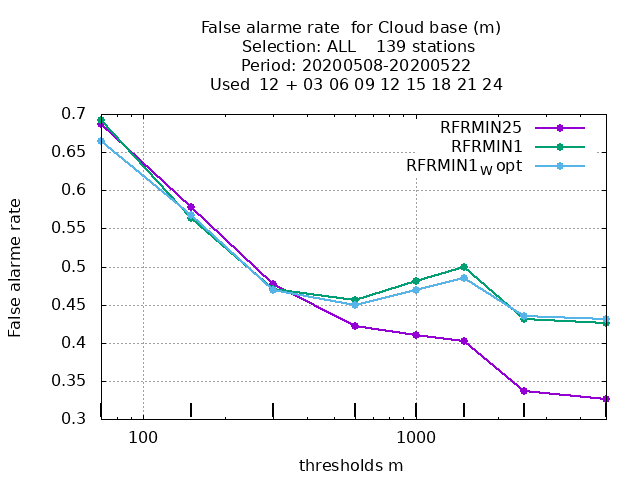 False alarme rate  for Cloud base (m)
Selection: ALL    139 stations
Period: 20200508-20200522
Used  12 + 03 06 09 12 15 18 21 24
0.7
0.65
0.6
0.55
0.5
0.45
0.4
0.35
0.3
False alarme rate
RFRMIN25
RFRMIN1
RFRMIN1W opt
100
1000
thresholds m